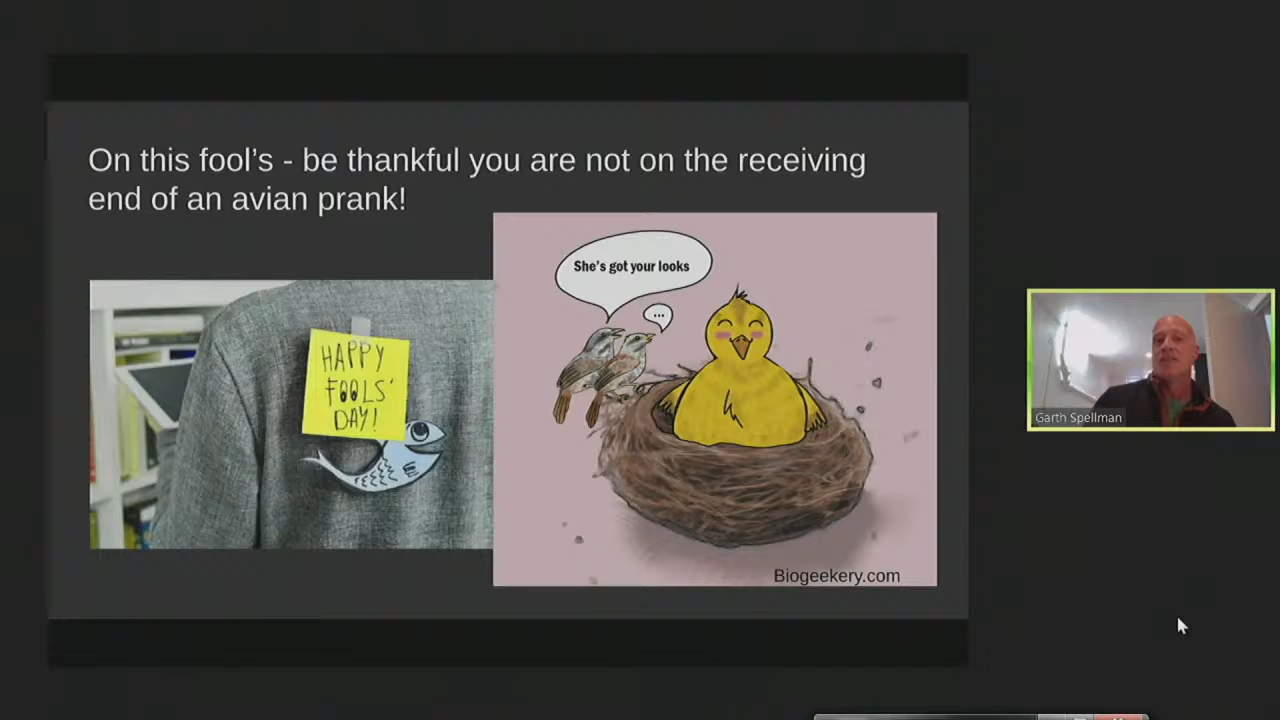 On this fool’s - be thankful you are not on the receiving
end of an avian prank!
She’s got your looks
...
HAPPY
FOOLS'
DAY!
Biogeekery.com
Garth Spellman